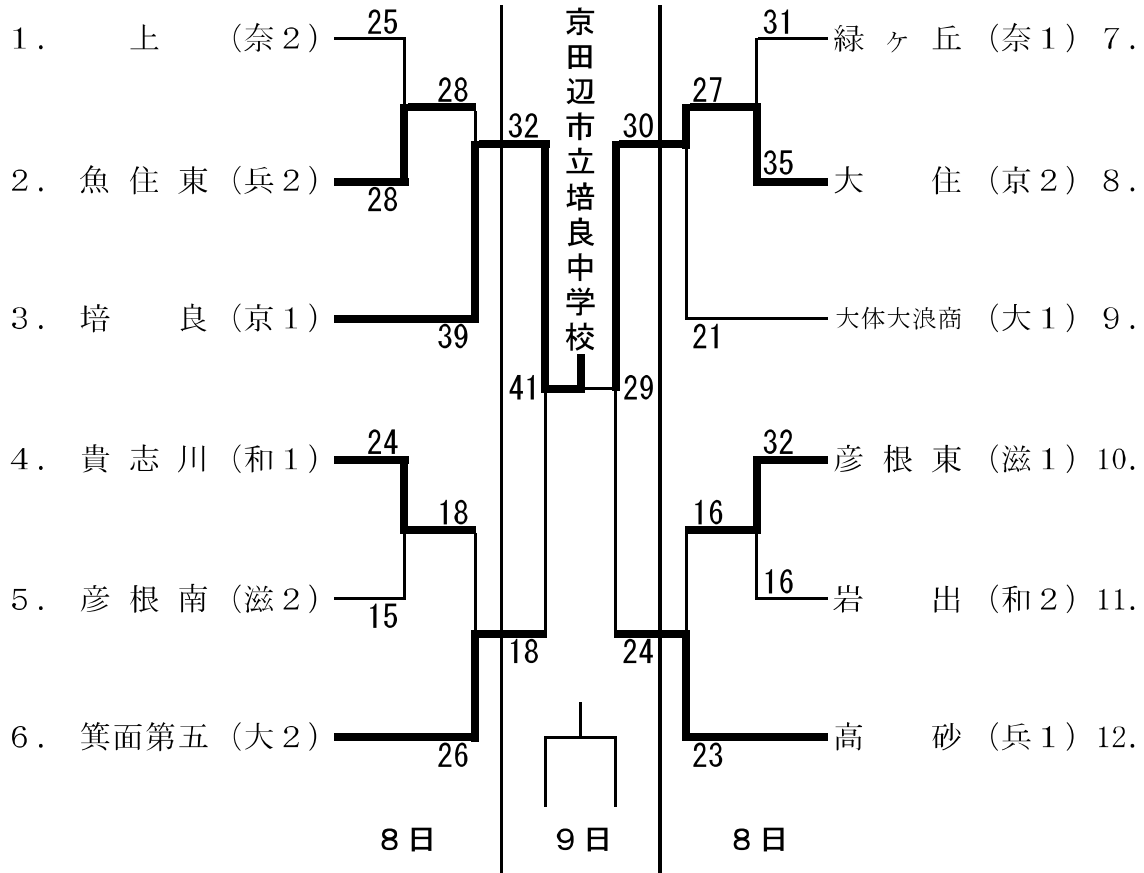 1. 上 (奈2) 25
28
2. 魚住東 (兵2) 28
32
3. 培良 (京1) 39
41
4. 貴志川 (和1) 24
18
5. 彦根南 (滋2) 15
18
6. 箕面第五 (大2) 26
京田辺市立培良中学校
31 緑ヶ丘 (奈1) 7.
27
30
35 大住 (京2) 8.
21 大体大浪商 (大1) 9.
29
32 彦根東 (滋1) 10.
16
16 岩出 (和2) 11.
24
23 高砂 (兵1) 12.
8日 9日 8日